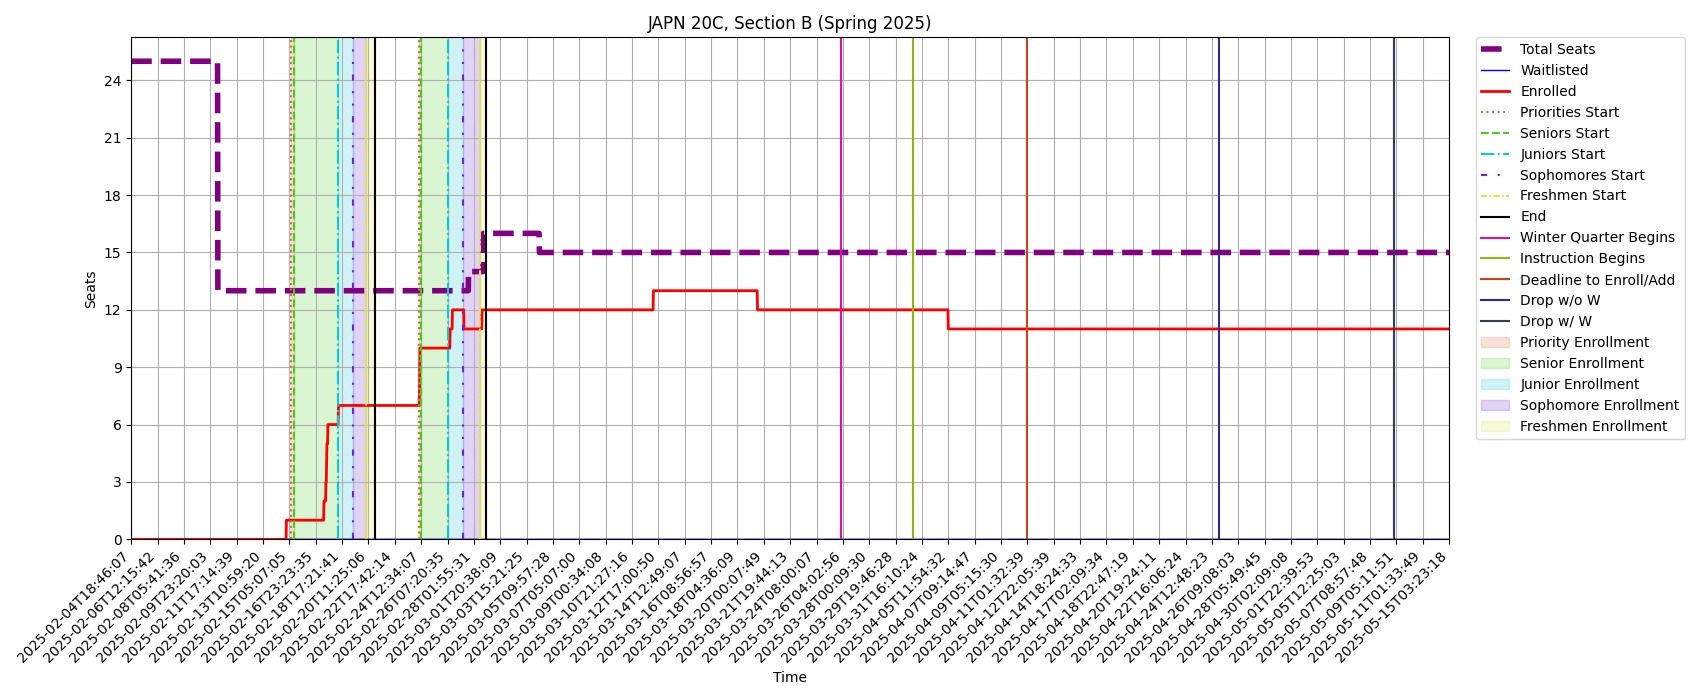 JAPN 20C, Section B (Spring 2025)
Seats
24
21
18
15
12
9
6
3
0
2025-02-04T18:46:07
2025-02-06T12:15:42
2025-02-08T05:41:36
2025-02-09T23:20:03
2025-02-11T17:14:39
2025-02-13T10:59:20
2025-02-15T05:07:05
2025-02-16T23:23:35
2025-02-18T17:21:41
2025-02-20T11:25:06
2025-02-22T17:42:14
2025-02-24T12:34:07
2025-02-26T07:20:35
2025-02-28T01:55:31
2025-03-01T20:38:09
2025-03-03T15:21:25
2025-03-05T09:57:28
2025-03-07T05:07:00
2025-03-09T00:34:08
2025-03-10T21:27:16
2025-03-12T17:00:50
2025-03-14T12:49:07
2025-03-16T08:56:57
2025-03-18T04:36:09
2025-03-20T00:07:49
2025-03-21T19:44:13
2025-03-24T08:00:07
2025-03-26T04:02:56
2025-03-28T00:09:30
2025-03-29T19:46:28
2025-03-31T16:10:24
2025-04-05T11:54:32
2025-04-07T09:14:47
2025-04-09T05:15:30
2025-04-11T01:32:39
2025-04-12T22:05:39
2025-04-14T18:24:33
2025-04-17T02:09:34
2025-04-18T22:47:19
2025-04-20T19:24:11
2025-04-22T16:06:24
2025-04-24T12:48:23
2025-04-26T09:08:03
2025-04-28T05:49:45
2025-04-30T02:09:08
2025-05-01T22:39:53
2025-05-05T12:25:03
2025-05-07T08:57:48
2025-05-09T05:11:51
2025-05-11T01:33:49
2025-05-15T03:23:18
Time
Total Seats
Waitlisted
Enrolled
Priorities Start
Seniors Start
Juniors Start
Sophomores Start
Freshmen Start
End
Winter Quarter Begins
Instruction Begins
Deadline to Enroll/Add
Drop w/o W
Drop w/ W
Priority Enrollment
Senior Enrollment
Junior Enrollment
Sophomore Enrollment
Freshmen Enrollment